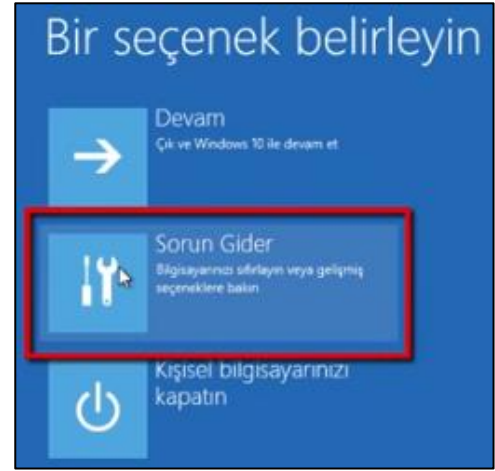 Bir seçenek belirleyin
Devam
Çık ve Windows 10 ile devam et
Sorun Gider
Bilgisayarınızı sıfırlayın veya gelişmiş
seçeneklere bakın
Kişisel bilgisayarınızı
kapatın